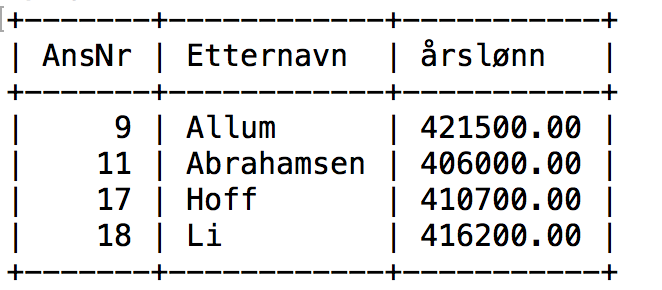 +--------+------------+-----------+
| AnsNr | Etternavn | årslønn |
+--------+------------+-----------+
| 9 | Allum | 421500.00 |
| 11 | Abrahamsen | 406000.00 |
| 17 | Hoff | 410700.00 |
| 18 | Li | 416200.00 |
+--------+------------+-----------+